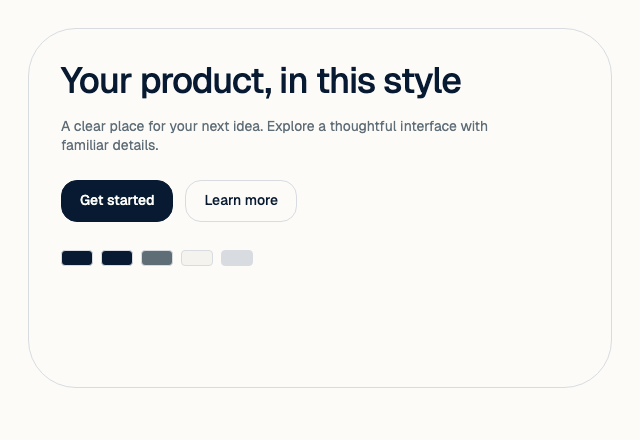 Your product, in this style
A clear place for your next idea. Explore a thoughtful interface with
familiar details.
Get started
Learn more